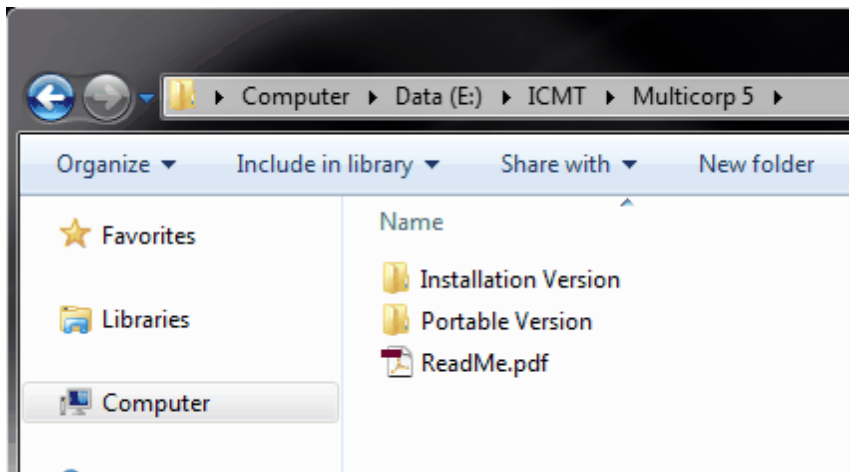 Computer Data (E:) ICMT Multicorp 5
Organize Include in library Share with New folder
Favorites
Libraries
Computer
Name
Installation Version
Portable Version
ReadMe.pdf